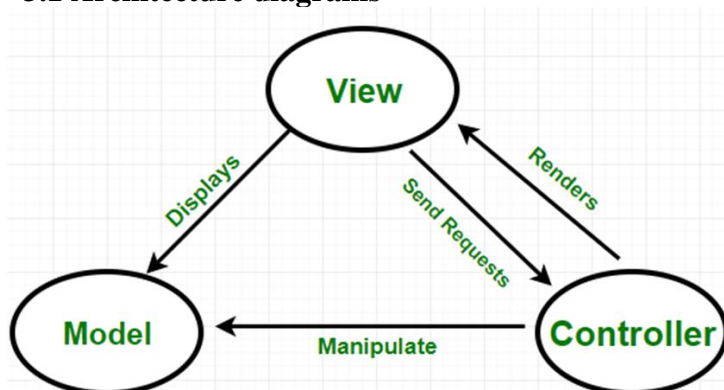 View
Displays
Send Requests
Renders
Model
Manipulate
Controller